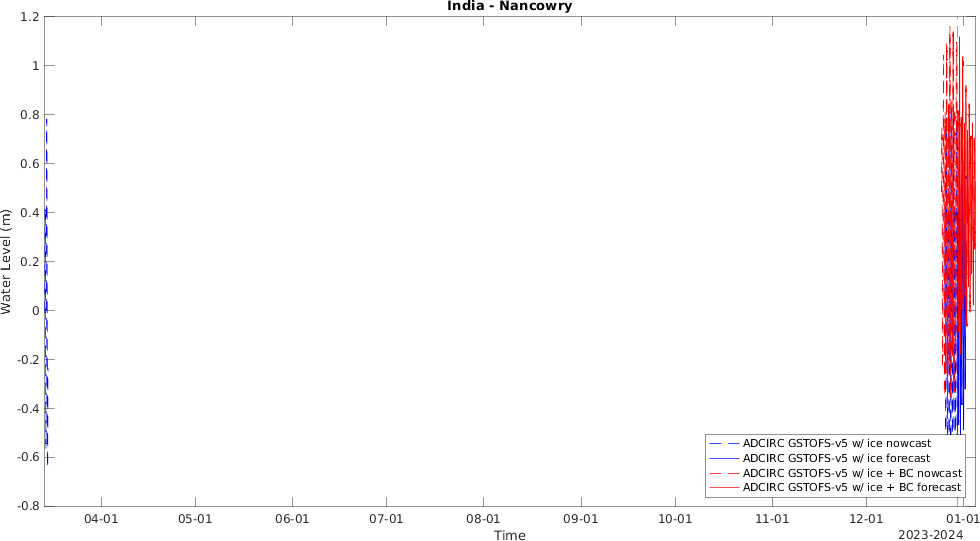 India - Nancowry
1.2
1
0.8
0.6
0.4
0.2
0
-0.2
-0.4
-0.6
-0.8
Water Level (m)
ADCIRC GSTOFS-v5 w/ ice nowcast
ADCIRC GSTOFS-v5 w/ ice forecast
ADCIRC GSTOFS-v5 w/ ice + BC nowcast
ADCIRC GSTOFS-v5 w/ ice + BC forecast
04-01 05-01 06-01 07-01 08-01 09-01 10-01 11-01 12-01 01-01
Time
2023-2024